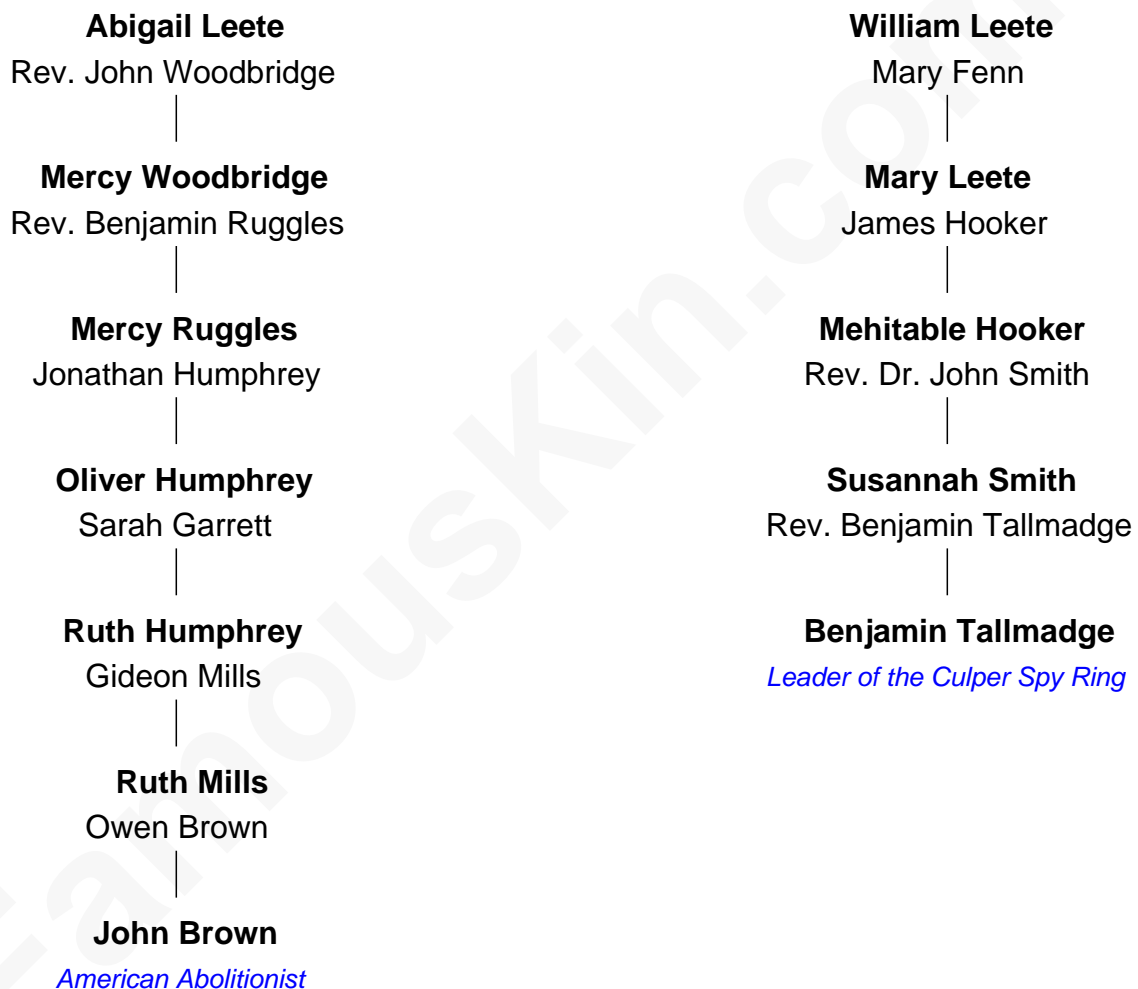 Abigail Leete
Rev. John Woodbridge
Mercy Woodbridge
Rev. Benjamin Ruggles
Mercy Ruggles
Jonathan Humphrey
Oliver Humphrey
Sarah Garrett
Ruth Humphrey
Gideon Mills
Ruth Mills
Owen Brown
John Brown
American Abolitionist
William Leete
Mary Fenn
Mary Leete
James Hooker
Mehitable Hooker
Rev. Dr. John Smith
Susannah Smith
Rev. Benjamin Tallmadge
Benjamin Tallmadge
Leader of the Culper Spy Ring
FamousKin.com